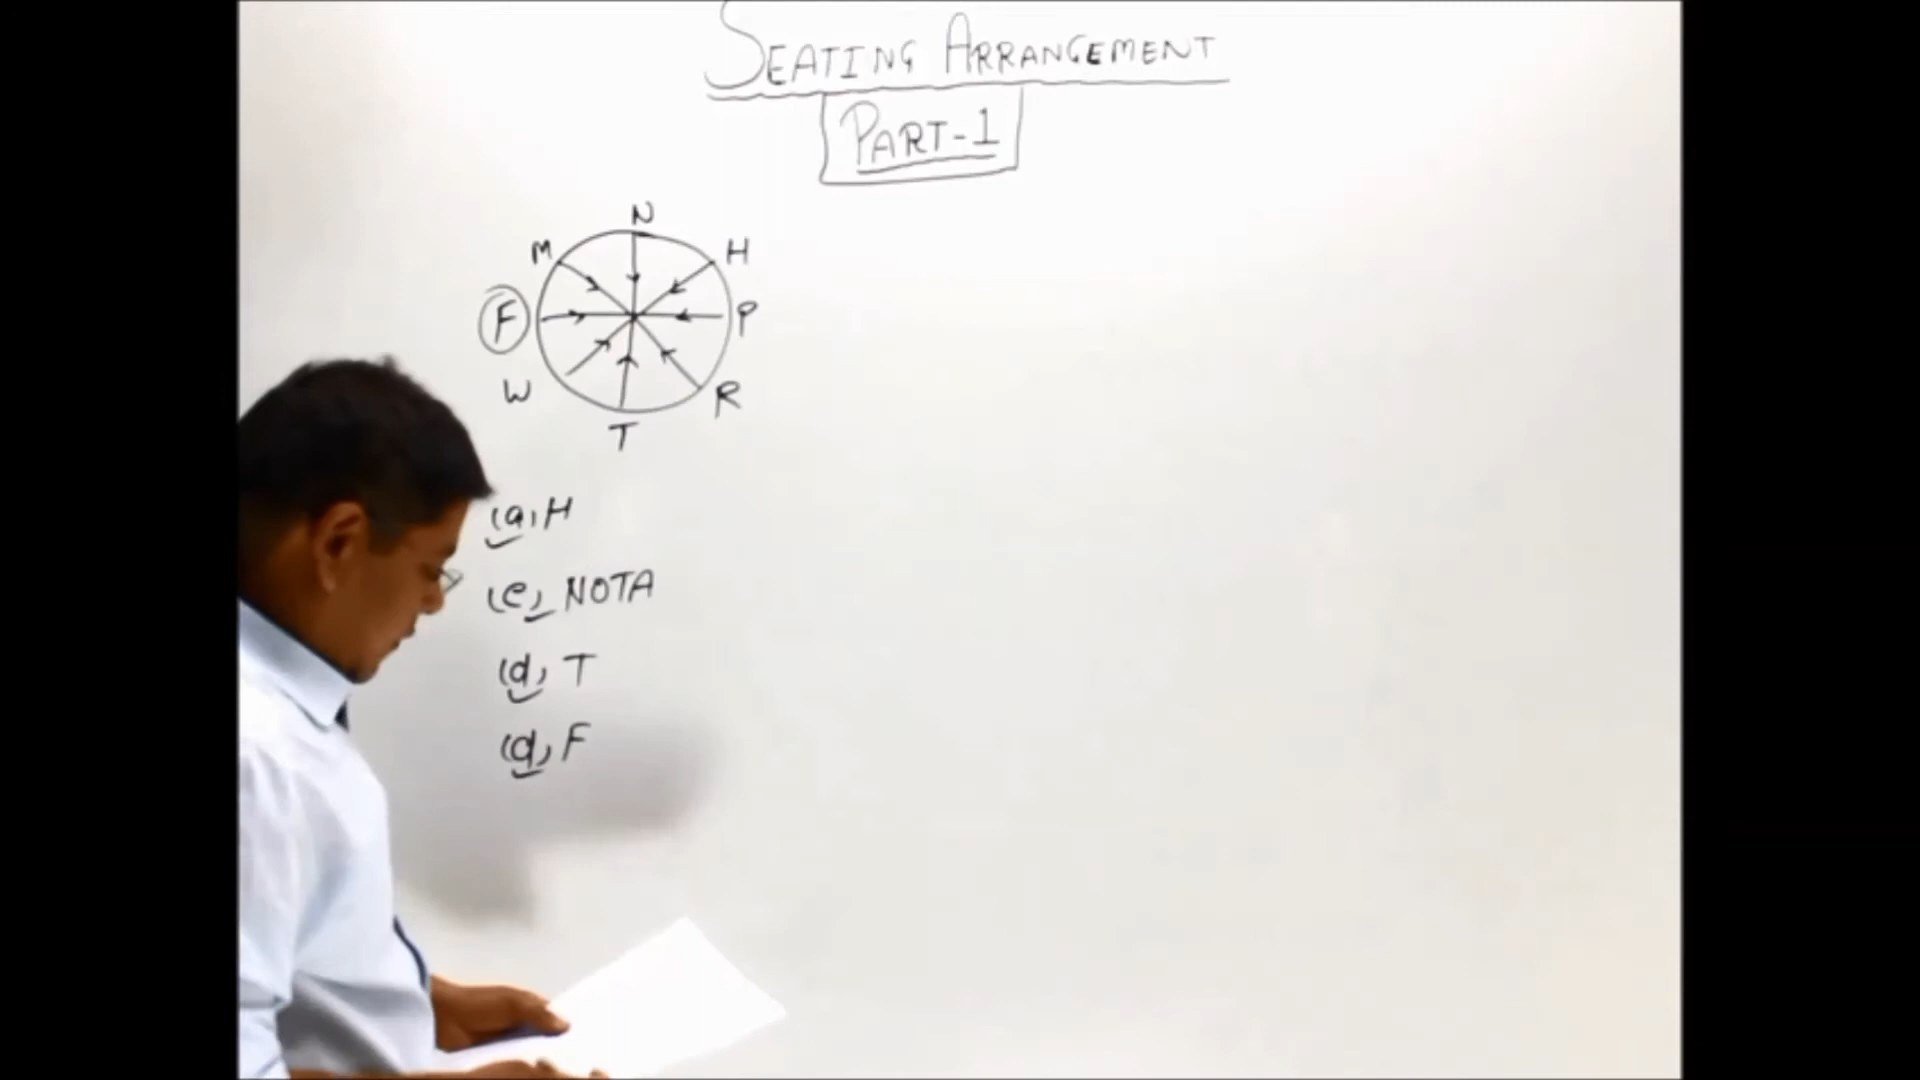 SEATING ARRANGEMENT
PART-1
N
M H
F P
W R
T
(a) H
(e) NOTA
(d) T
(d) F